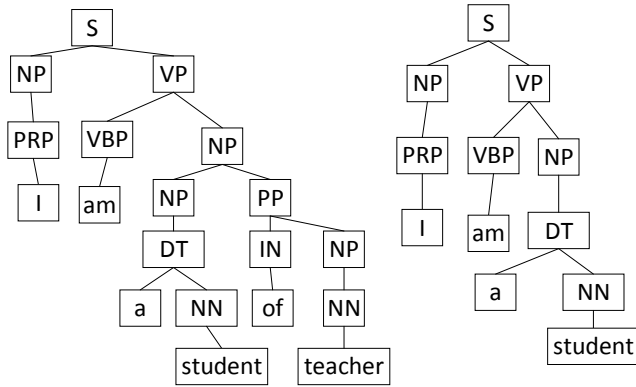 S
NP VP
PRP VBP NP
I am NP PP
DT IN NP
a NN of NN
student teacher
S
NP VP
PRP VBP NP
I am DT
a NN
student